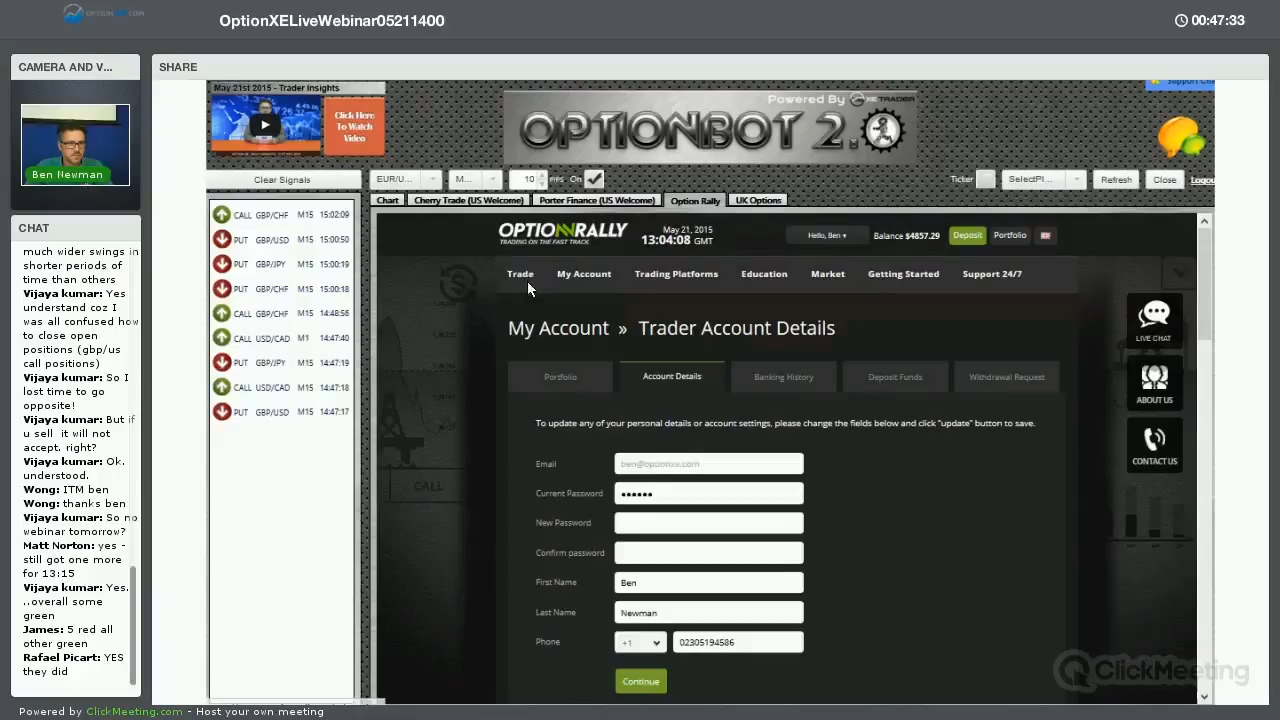 OPTIONXE.COM
OptionXELiveWebinar05211400
00:47:33
CAMERA AND V...
Ben Newman
CHAT
much wider swings in
shorter periods of
time than others
Vijaya kumar: Yes
understand coz I
was all confused how
to close open
positions (gbp/us
call positions)
Vijaya kumar: So I
lost time to go
opposite!
Vijaya kumar: But if
u sell it will not
accept. right?
Vijaya kumar: Ok.
understood.
Wong: ITM ben
Wong: thanks ben
Vijaya kumar: So no
webinar tomorrow?
Matt Norton: yes -
still got one more
for 13:15
Vijaya kumar: Yes.
..overall some
green
James: 5 red all
other green
Rafael Picart: YES
they did
SHARE
May 21st 2015 - Trader Insights
Click Here
To Watch
Video
Powered By XE TRADER
OPTIONBOT 2.0
Support
Clear Signals
EUR/U...
M...
10 PIPS On
Ticker
SelectPl...
Refresh
Close
Logout
Chart
Cherry Trade (US Welcome)
Porter Finance (US Welcome)
Option Rally
UK Options
CALL GBP/CHF M15 15:02:09
PUT GBP/USD M15 15:00:50
PUT GBP/JPY M15 15:00:19
PUT GBP/CHF M15 15:00:18
CALL GBP/CHF M15 14:48:56
CALL USD/CAD M1 14:47:40
PUT GBP/JPY M15 14:47:19
CALL USD/CAD M15 14:47:18
PUT GBP/USD M15 14:47:17
OPTIONRALLY
TRADING ON THE FAST TRACK.
May 21, 2015
13:04:08 GMT
Hello, Ben
Balance $4857.29
Deposit
Portfolio
Trade
My Account
Trading Platforms
Education
Market
Getting Started
Support 24/7
My Account » Trader Account Details
Portfolio
Account Details
Banking History
Deposit Funds
Withdrawal Request
To update any of your personal details or account settings, please change the fields below and click "update" button to save.
Email ben@optionxe.com
Current Password ••••••
New Password
Confirm password
First Name Ben
Last Name Newman
Phone +1 02305194586
Continue
CALL
LIVE CHAT
ABOUT US
CONTACT US
ClickMeeting
Powered by ClickMeeting.com - Host your own meeting